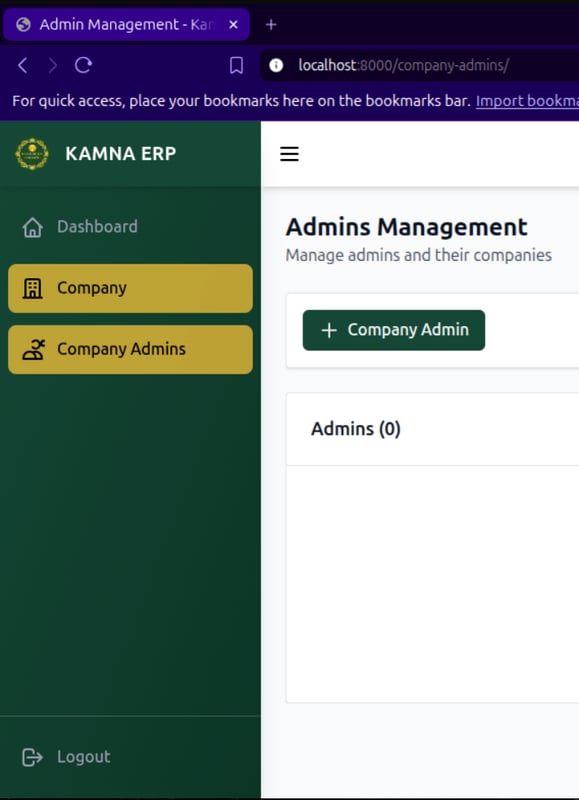 Admin Management - Kan
localhost:8000/company-admins/
For quick access, place your bookmarks here on the bookmarks bar. Import bookma
KAMNA ERP
Dashboard
Company
Company Admins
Logout
Admins Management
Manage admins and their companies
+ Company Admin
Admins (0)